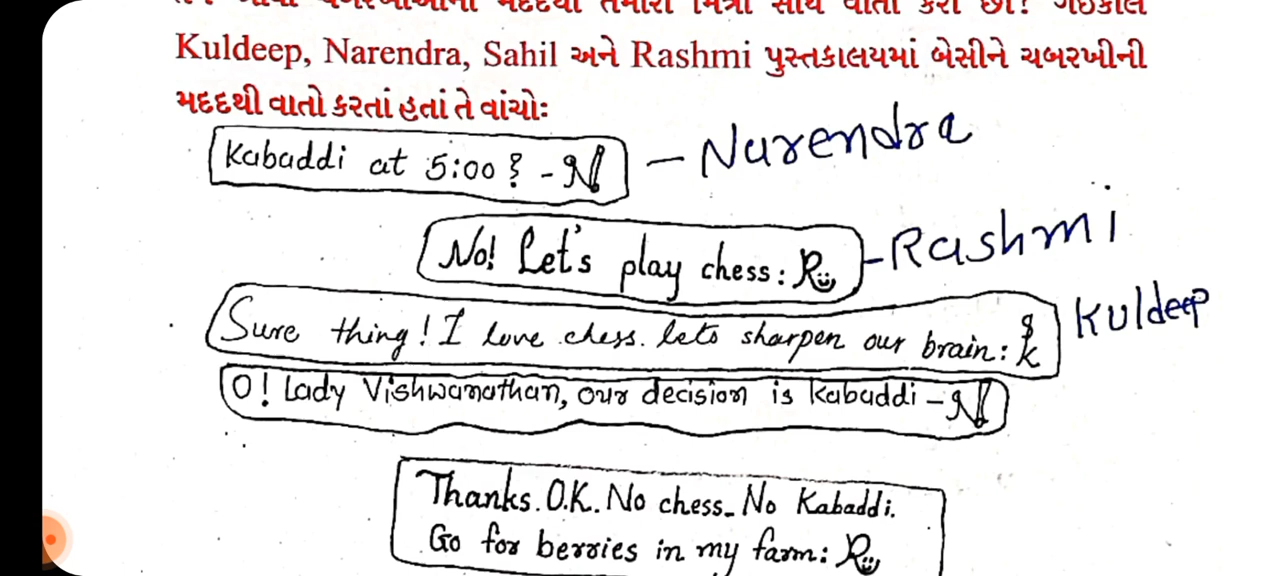 Kuldeep, Narendra, Sahil અને Rashmi પુસ્તકાલયમાં બેસીને ચબરખીની
મદદથી વાતો કરતાં હતાં તે વાંચોઃ
Kabaddi at 5:00 ? - N - Narendra
No! Let's play chess : R - Rashmi
Sure thing! I love chess. lets sharpen our brain : k Kuldeep
O! Lady Vishwanathan, our decision is kabaddi - N
Thanks. O.K. No chess. No Kabaddi.
Go for berries in my farm : R